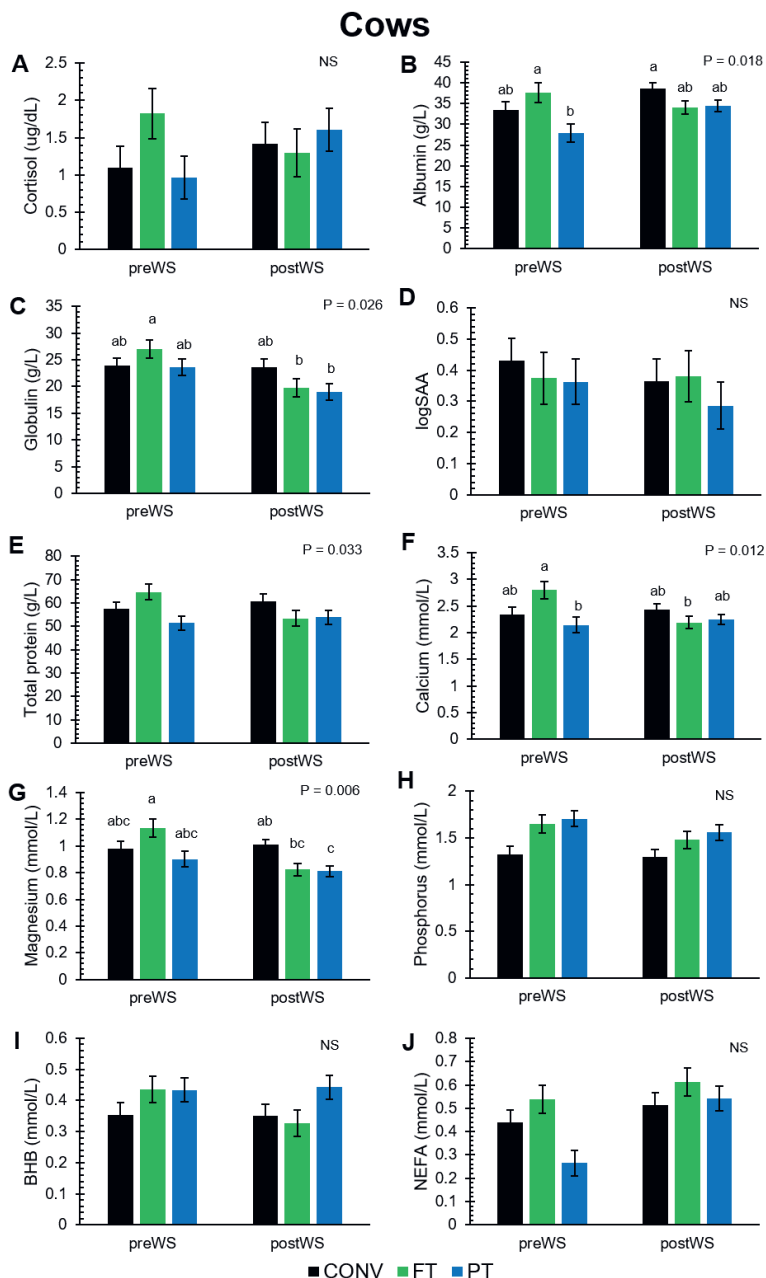 Cows
A
NS
Cortisol (ug/dL)
2.5
2
1.5
1
0.5
0
preWS
postWS
B
P = 0.018
Albumin (g/L)
45
40
35
30
25
20
15
10
5
0
ab
a
b
a
ab
ab
preWS
postWS
C
P = 0.026
Globulin (g/L)
35
30
25
20
15
10
5
0
ab
a
ab
ab
b
b
preWS
postWS
D
NS
logSAA
0.6
0.5
0.4
0.3
0.2
0.1
0
preWS
postWS
E
P = 0.033
Total protein (g/L)
80
70
60
50
40
30
20
10
0
preWS
postWS
F
P = 0.012
Calcium (mmol/L)
3.5
3
2.5
2
1.5
1
0.5
0
ab
a
b
ab
b
ab
preWS
postWS
G
P = 0.006
Magnesium (mmol/L)
1.4
1.2
1
0.8
0.6
0.4
0.2
0
abc
a
abc
ab
bc
c
preWS
postWS
H
NS
Phosphorus (mmol/L)
2
1.5
1
0.5
0
preWS
postWS
I
NS
BHB (mmol/L)
0.6
0.5
0.4
0.3
0.2
0.1
0
preWS
postWS
J
NS
NEFA (mmol/L)
0.8
0.7
0.6
0.5
0.4
0.3
0.2
0.1
0
preWS
postWS
CONV FT PT